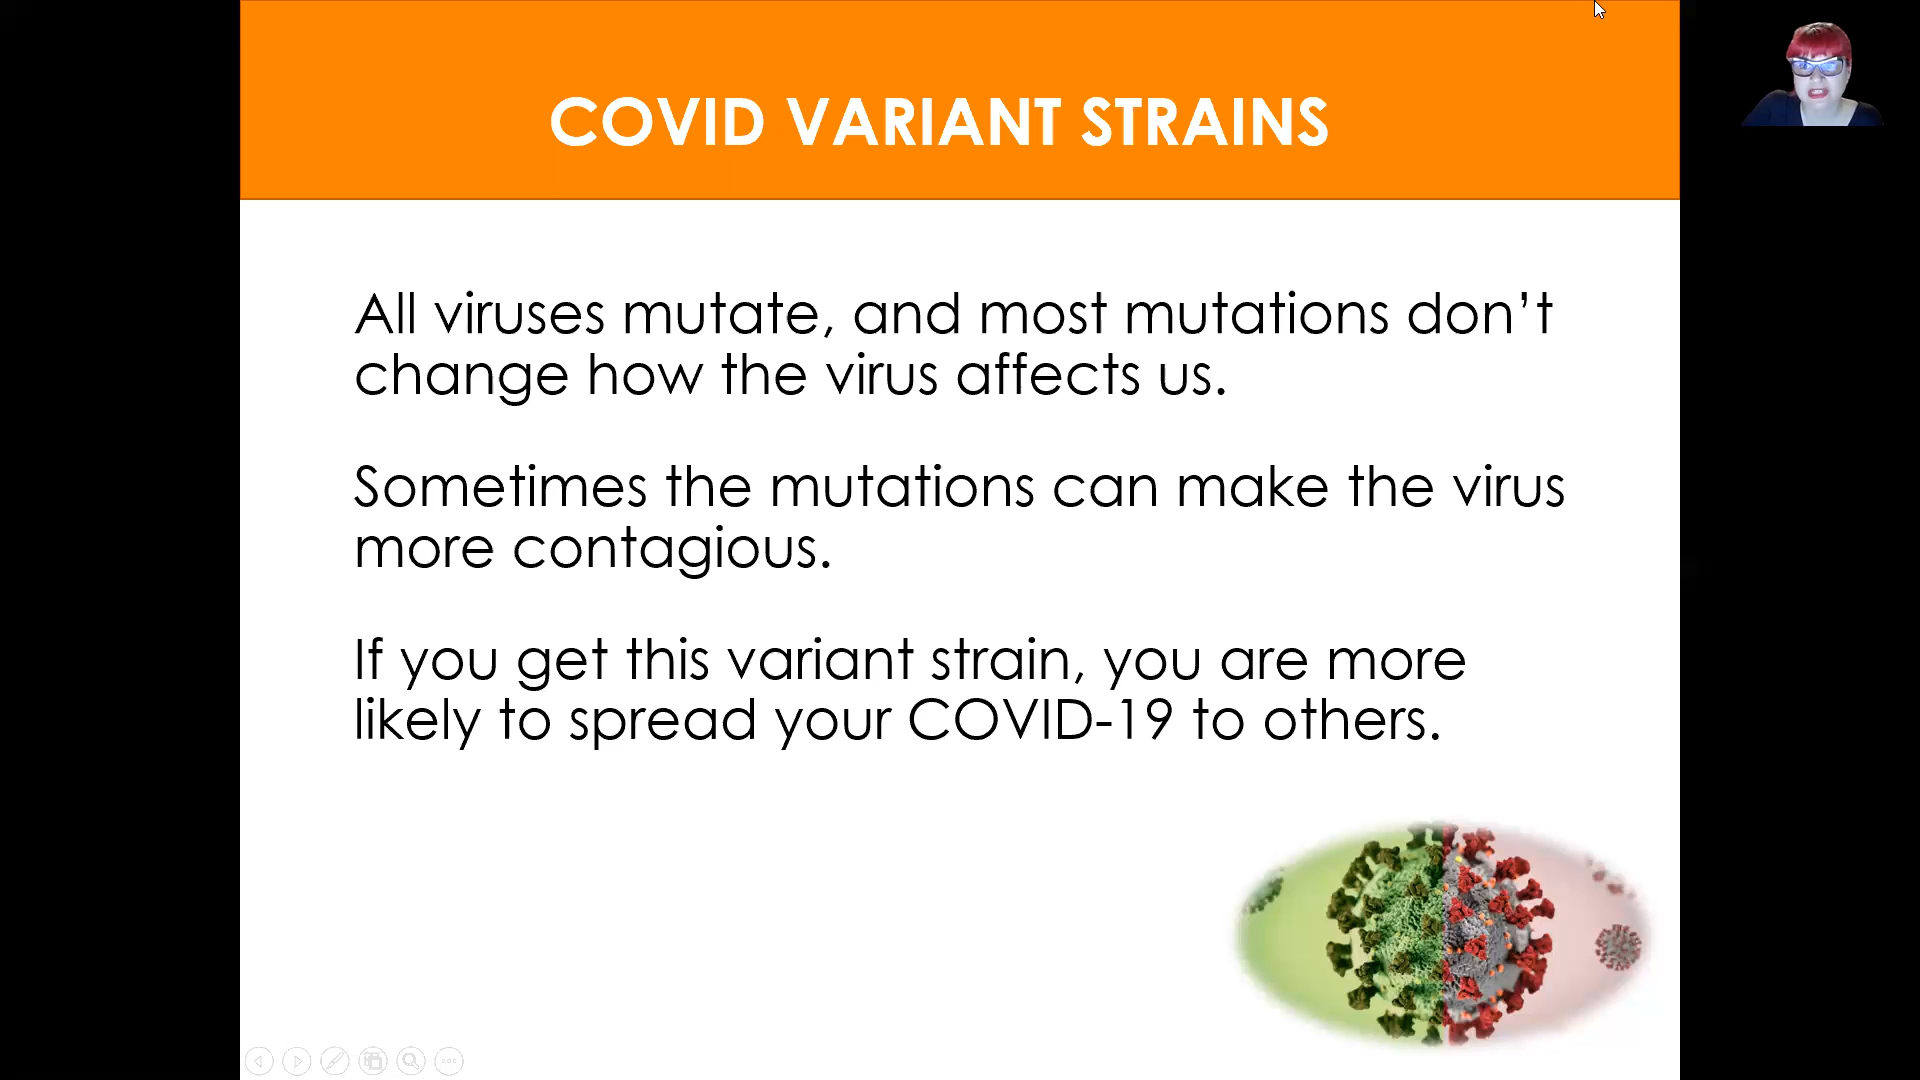 COVID VARIANT STRAINS
All viruses mutate, and most mutations don’t
change how the virus affects us.
Sometimes the mutations can make the virus
more contagious.
If you get this variant strain, you are more
likely to spread your COVID-19 to others.